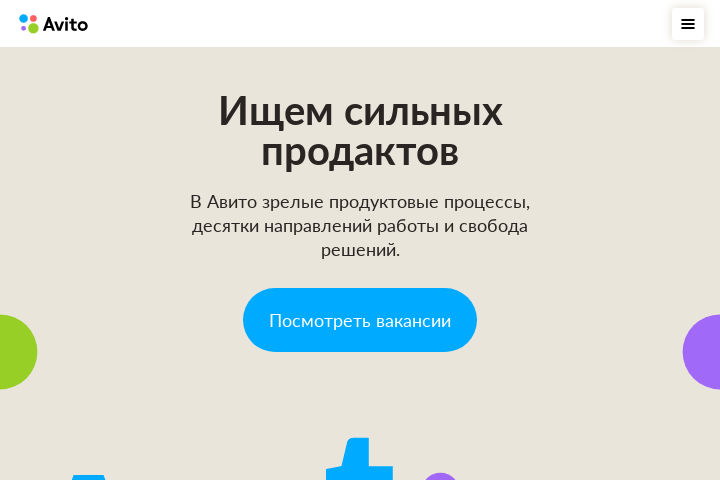 Avito
Ищем сильных
продактов
В Авито зрелые продуктовые процессы,
десятки направлений работы и свобода
решений.
Посмотреть вакансии